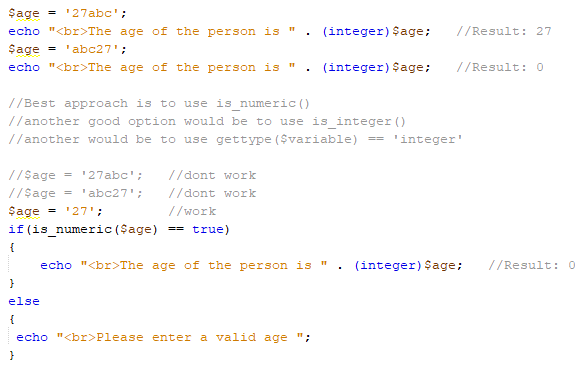 $age = '27abc';
echo "<br>The age of the person is " . (integer)$age;   //Result: 27
$age = 'abc27';
echo "<br>The age of the person is " . (integer)$age;   //Result: 0

//Best approach is to use is_numeric()
//another good option would be to use is_integer()
//another would be to use gettype($variable) == 'integer'

//$age = '27abc';   //dont work
//$age = 'abc27';   //dont work
$age = '27';        //work
if(is_numeric($age) == true)
{
    echo "<br>The age of the person is " . (integer)$age;   //Result: 0
}
else
{
 echo "<br>Please enter a valid age ";
}